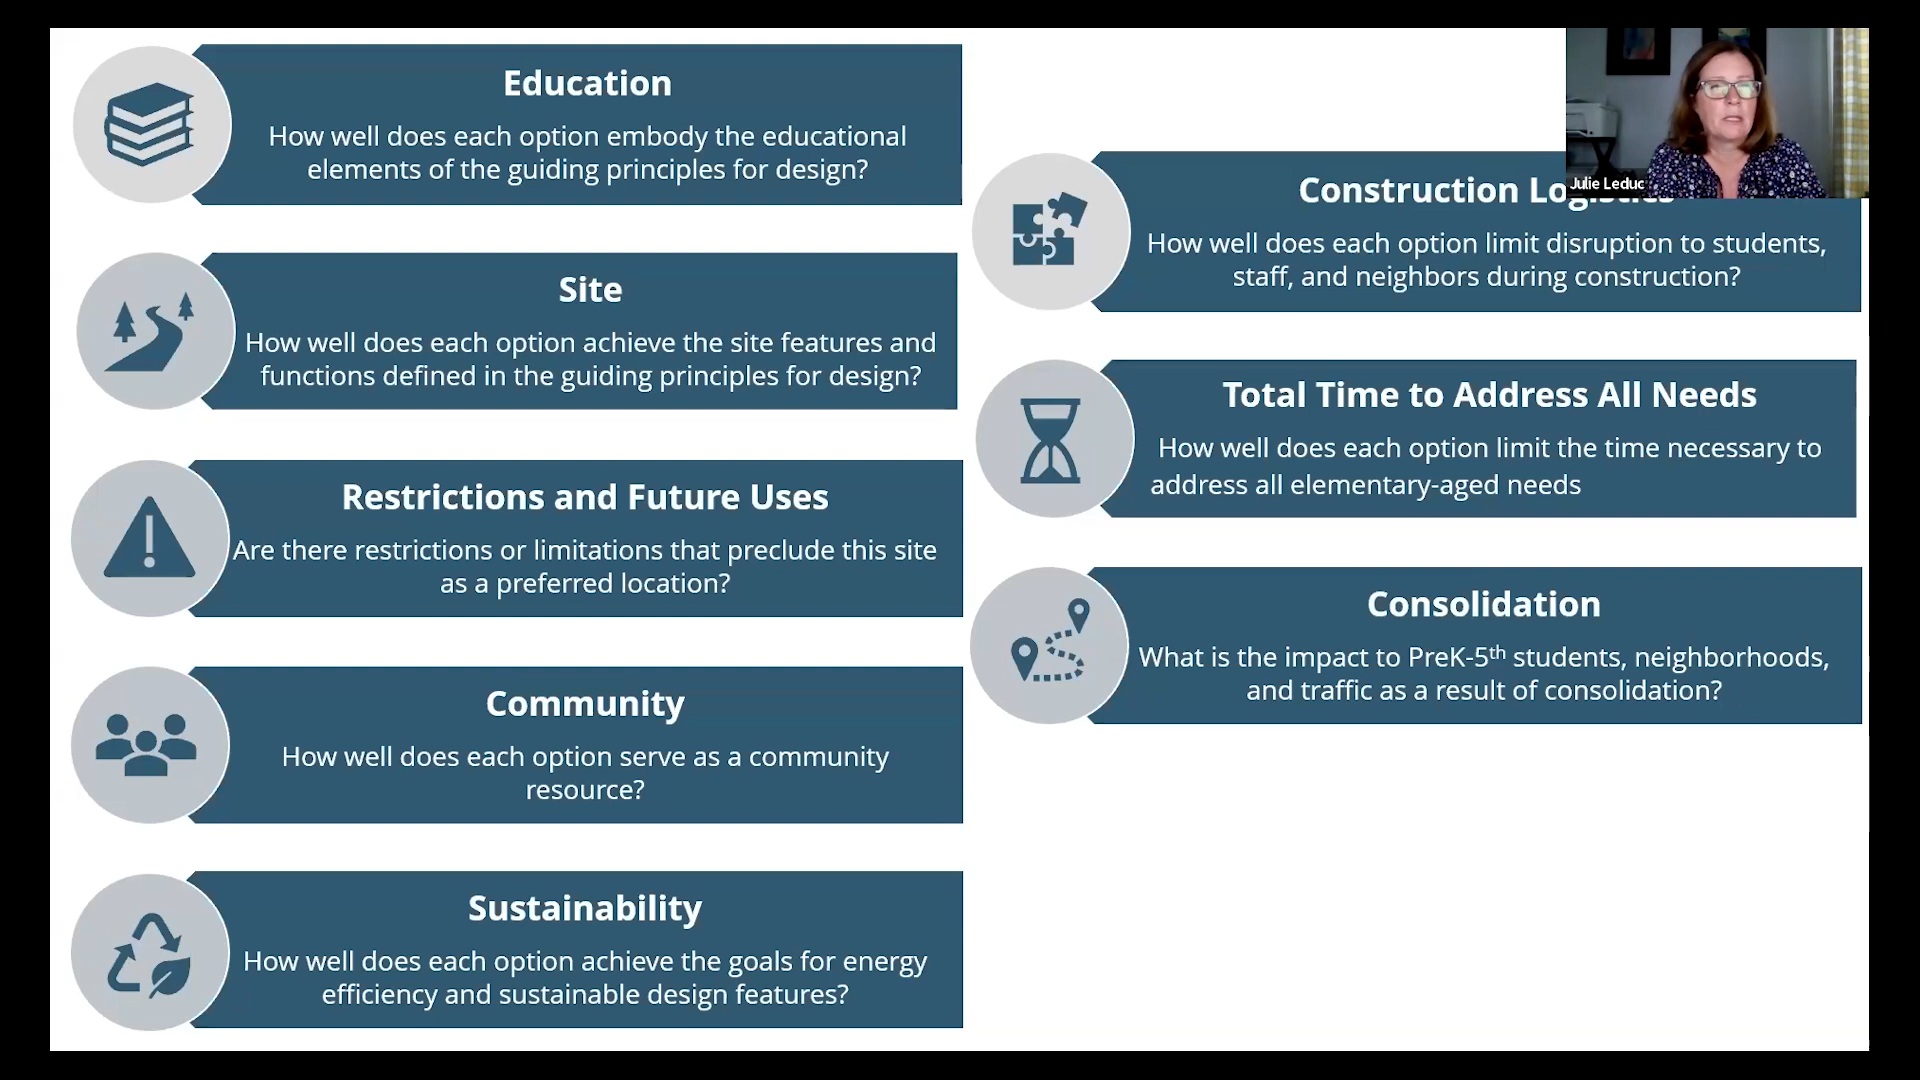 Education
How well does each option embody the educational
elements of the guiding principles for design?
Site
How well does each option achieve the site features and
functions defined in the guiding principles for design?
Restrictions and Future Uses
Are there restrictions or limitations that preclude this site
as a preferred location?
Community
How well does each option serve as a community
resource?
Sustainability
How well does each option achieve the goals for energy
efficiency and sustainable design features?
Julie Leduc
Construction Logistics
How well does each option limit disruption to students,
staff, and neighbors during construction?
Total Time to Address All Needs
How well does each option limit the time necessary to
address all elementary-aged needs
Consolidation
What is the impact to PreK-5th students, neighborhoods,
and traffic as a result of consolidation?